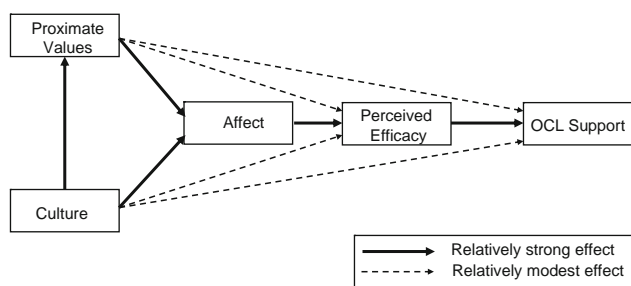 Proximate
Values
Affect
Perceived
Efficacy
OCL Support
Culture
Relatively strong effect
Relatively modest effect